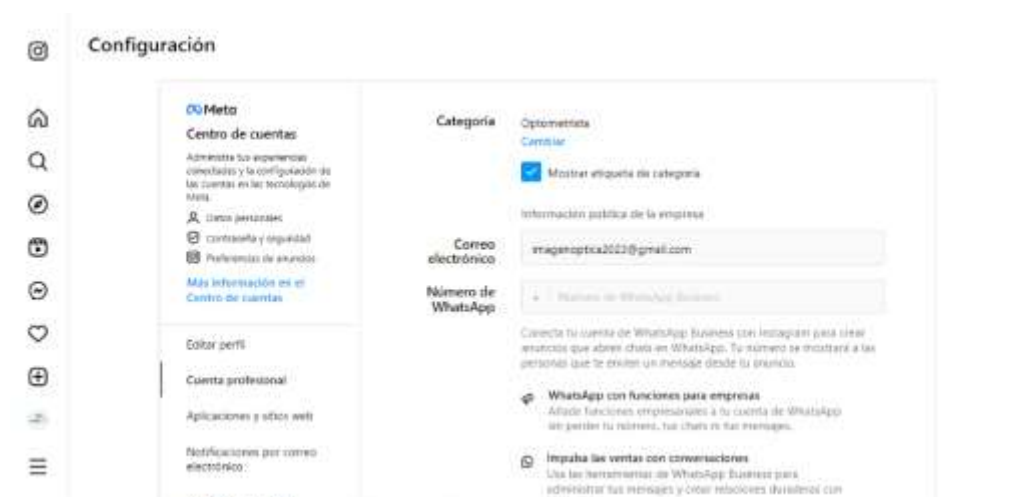 Configuración
Meta
Centro de cuentas
Administra tus experiencias
conectadas y la configuración de
las cuentas en las tecnologías de
Meta.
Datos personales
Contraseña y seguridad
Preferencias de anuncios
Más información en el
Centro de cuentas
Editar perfil
Cuenta profesional
Aplicaciones y sitios web
Notificaciones por correo
electrónico
Categoría
Optometrista
Cambiar
Mostrar etiqueta de categoría
Información pública de la empresa
Correo
electrónico
imagenoptica2022@gmail.com
Número de
WhatsApp
Número de WhatsApp Business
Conecta tu cuenta de WhatsApp Business con Instagram para crear
anuncios que abren chats en WhatsApp. Tu número se mostrará a las
personas que te envíen un mensaje desde tu anuncio.
WhatsApp con funciones para empresas
Añade funciones empresariales a tu cuenta de WhatsApp
sin perder tu número, tus chats ni tus mensajes.
Impulsa las ventas con conversaciones
Usa las herramientas de WhatsApp Business para
administrar tus mensajes y crear relaciones duraderas con